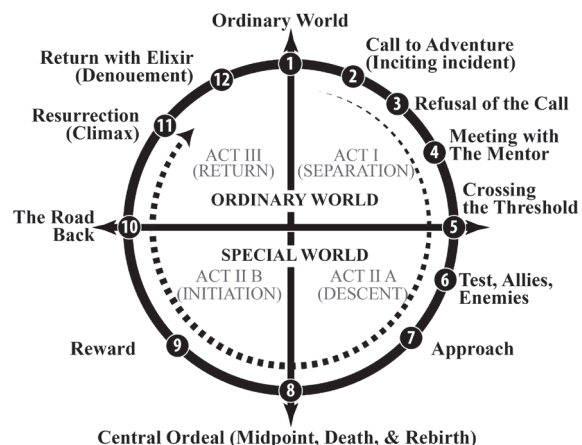 Ordinary World
1
Call to Adventure
(Inciting incident)
2
Refusal of the Call
3
Meeting with
The Mentor
4
Crossing
the Threshold
5
Test, Allies,
Enemies
6
Approach
7
Central Ordeal (Midpoint, Death, & Rebirth)
8
Reward
9
The Road
Back
10
Resurrection
(Climax)
11
Return with Elixir
(Denouement)
12
ACT III
(RETURN)
ACT I
(SEPARATION)
ORDINARY WORLD
SPECIAL WORLD
ACT II B
(INITIATION)
ACT II A
(DESCENT)